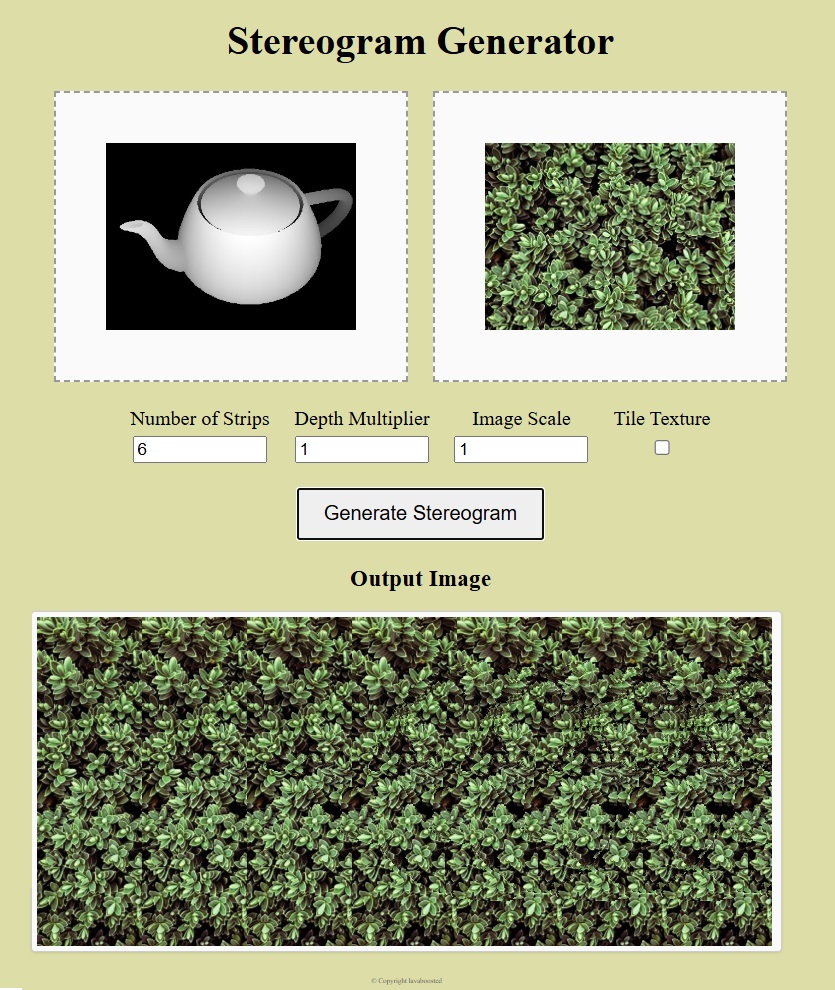 Stereogram Generator
Number of Strips Depth Multiplier Image Scale Tile Texture
6 1 1
Generate Stereogram
Output Image
© Copyright lavaboosted